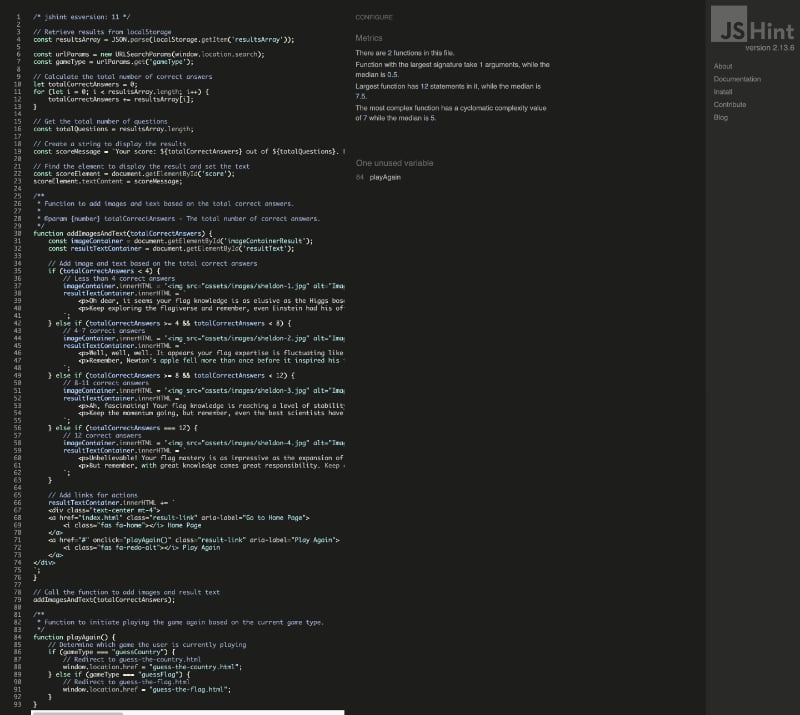 1 /* jshint esversion: 11 */
2
3 // Retrieve results from localStorage
4 const resultsArray = JSON.parse(localStorage.getItem('resultsArray'));
5
6 const urlParams = new URLSearchParams(window.location.search);
7 const gameType = urlParams.get('gameType');
8
9 // Calculate the total number of correct answers
10 let totalCorrectAnswers = 0;
11 for (let i = 0; i < resultsArray.length; i++) {
12 totalCorrectAnswers += resultsArray[i];
13 }
14
15 // Get the total number of questions
16 const totalQuestions = resultsArray.length;
17
18 // Create a string to display the results
19 const scoreMessage = `Your score: ${totalCorrectAnswers} out of ${totalQuestions}.
20
21 // Find the element to display the result and set the text
22 const scoreElement = document.getElementById('score');
23 scoreElement.textContent = scoreMessage;
24
25 /**
26 * Function to add images and text based on the total correct answers.
27 *
28 * @param {number} totalCorrectAnswers - The total number of correct answers.
29 */
30 function addImagesAndText(totalCorrectAnswers) {
31 const imageContainer = document.getElementById('imageContainerResult');
32 const resultTextContainer = document.getElementById('resultText');
33
34 // Add image and text based on the total correct answers
35 if (totalCorrectAnswers < 4) {
36 // Less than 4 correct answers
37 imageContainer.innerHTML = '<img src="assets/images/sheldon-1.jpg" alt="Imag
38 resultTextContainer.innerHTML = `
39 <p>Oh dear, it seems your flag knowledge is as elusive as the Higgs bos
40 <p>Keep exploring the flagiverse and remember, even Einstein had his of
41 `;
42 } else if (totalCorrectAnswers >= 4 && totalCorrectAnswers < 8) {
43 // 4-7 correct answers
44 imageContainer.innerHTML = '<img src="assets/images/sheldon-2.jpg" alt="Imag
45 resultTextContainer.innerHTML = `
46 <p>Well, well, well. It appears your flag expertise is fluctuating like
47 <p>Remember, Newton's apple fell more than once before it inspired his
48 `;
49 } else if (totalCorrectAnswers >= 8 && totalCorrectAnswers < 12) {
50 // 8-11 correct answers
51 imageContainer.innerHTML = '<img src="assets/images/sheldon-3.jpg" alt="Imag
52 resultTextContainer.innerHTML = `
53 <p>Ah, fascinating! Your flag knowledge is reaching a level of stabilit
54 <p>Keep the momentum going, but remember, even the best scientists have
55 `;
56 } else if (totalCorrectAnswers === 12) {
57 // 12 correct answers
58 imageContainer.innerHTML = '<img src="assets/images/sheldon-4.jpg" alt="Imag
59 resultTextContainer.innerHTML = `
60 <p>Unbelievable! Your flag mastery is as impressive as the expansion of
61 <p>But remember, with great knowledge comes great responsibility. Keep
62 `;
63 }
64
65 // Add links for actions
66 resultTextContainer.innerHTML += `
67 <div class="text-center mt-4">
68 <a href="index.html" class="result-link" aria-label="Go to Home Page">
69 <i class="fas fa-home"></i> Home Page
70 </a>
71 <a href="#" onclick="playAgain()" class="result-link" aria-label="Play Again">
72 <i class="fas fa-redo-alt"></i> Play Again
73 </a>
74 </div>
75 `;
76 }
77
78 // Call the function to add images and result text
79 addImagesAndText(totalCorrectAnswers);
80
81 /**
82 * Function to initiate playing the game again based on the current game type.
83 */
84 function playAgain() {
85 // Determine which game the user is currently playing
86 if (gameType === "guessCountry") {
87 // Redirect to guess-the-country.html
88 window.location.href = "guess-the-country.html";
89 } else if (gameType === "guessFlag") {
90 // Redirect to guess-the-flag.html
91 window.location.href = "guess-the-flag.html";
92 }
93 }
CONFIGURE
Metrics
There are 2 functions in this file.
Function with the largest signature take 1 arguments, while the
median is 0.5.
Largest function has 12 statements in it, while the median is
7.5.
The most complex function has a cyclomatic complexity value
of 7 while the median is 5.
One unused variable
84 playAgain
JSHint
version 2.13.6
About
Documentation
Install
Contribute
Blog